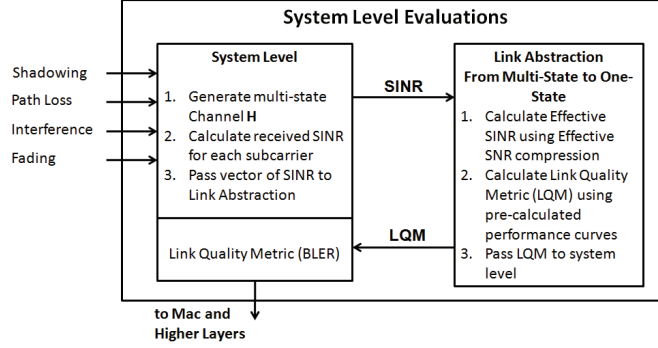 System Level Evaluations
Shadowing
Path Loss
Interference
Fading
System Level
1. Generate multi-state
Channel H
2. Calculate received SINR
for each subcarrier
3. Pass vector of SINR to
Link Abstraction
Link Quality Metric (BLER)
SINR
LQM
Link Abstraction
From Multi-State to One-
State
1. Calculate Effective
SINR using Effective
SNR compression
2. Calculate Link Quality
Metric (LQM) using
pre-calculated
performance curves
3. Pass LQM to system
level
to Mac and
Higher Layers